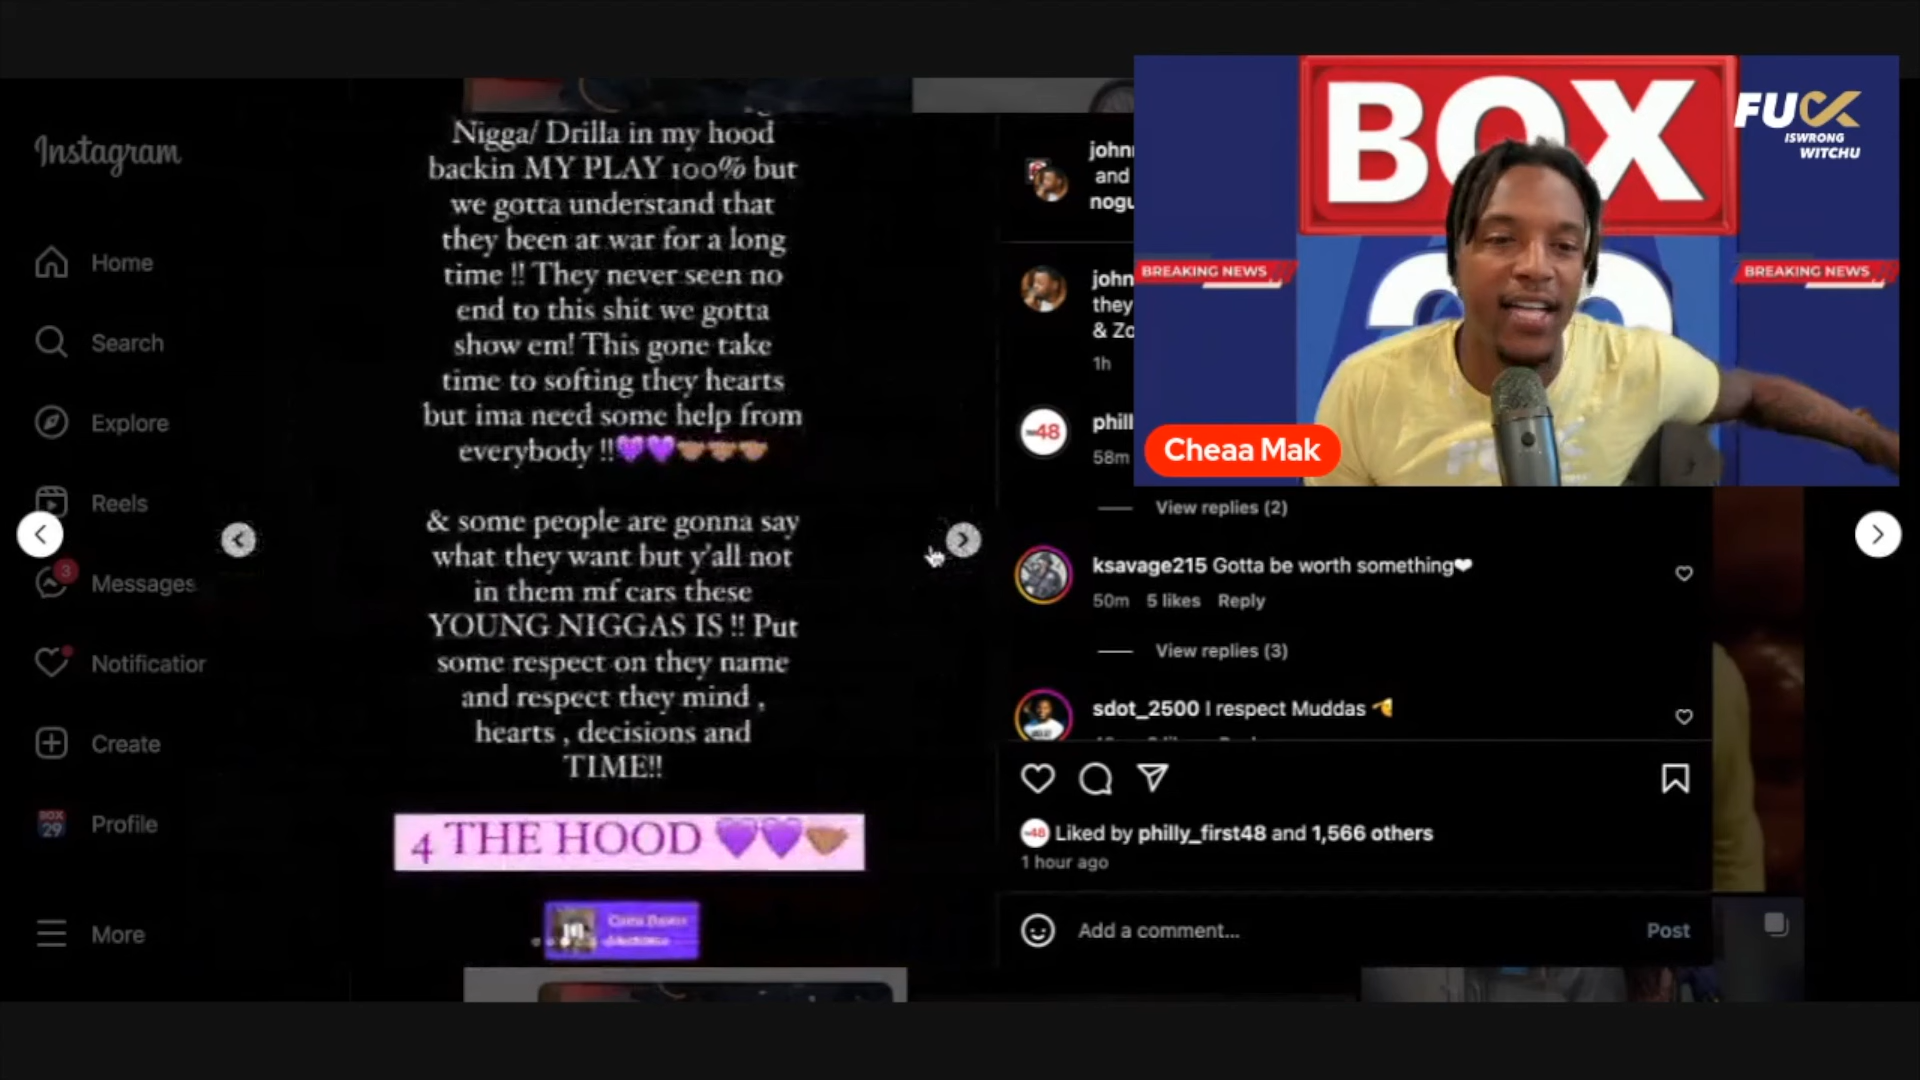 Instagram
Home
Search
Explore
Reels
3
Messages
Notification
Create
BOX
29
Profile
More
Nigga/ Drilla in my hood
backin MY PLAY 100% but
we gotta understand that
they been at war for a long
time !! They never seen no
end to this shit we gotta
show em! This gone take
time to softing they hearts
but ima need some help from
everybody !!💜💜🤝🏽🤝🏽🤝🏽
& some people are gonna say
what they want but y'all not
in them mf cars these
YOUNG NIGGAS IS !! Put
some respect on they name
and respect they mind ,
hearts , decisions and
TIME!!
4 THE HOOD 💜💜🤝🏽
and
they
& Zo
1h
48
58m
View replies (2)
ksavage215 Gotta be worth something❤
50m 5 likes Reply
View replies (3)
sdot_2500 I respect Muddas 🫡
Liked by philly_first48 and 1,566 others
1 hour ago
Add a comment...
Post
BOX
FUCK
ISWRONG
WITCHU
BREAKING NEWS
BREAKING NEWS
Cheaa Mak